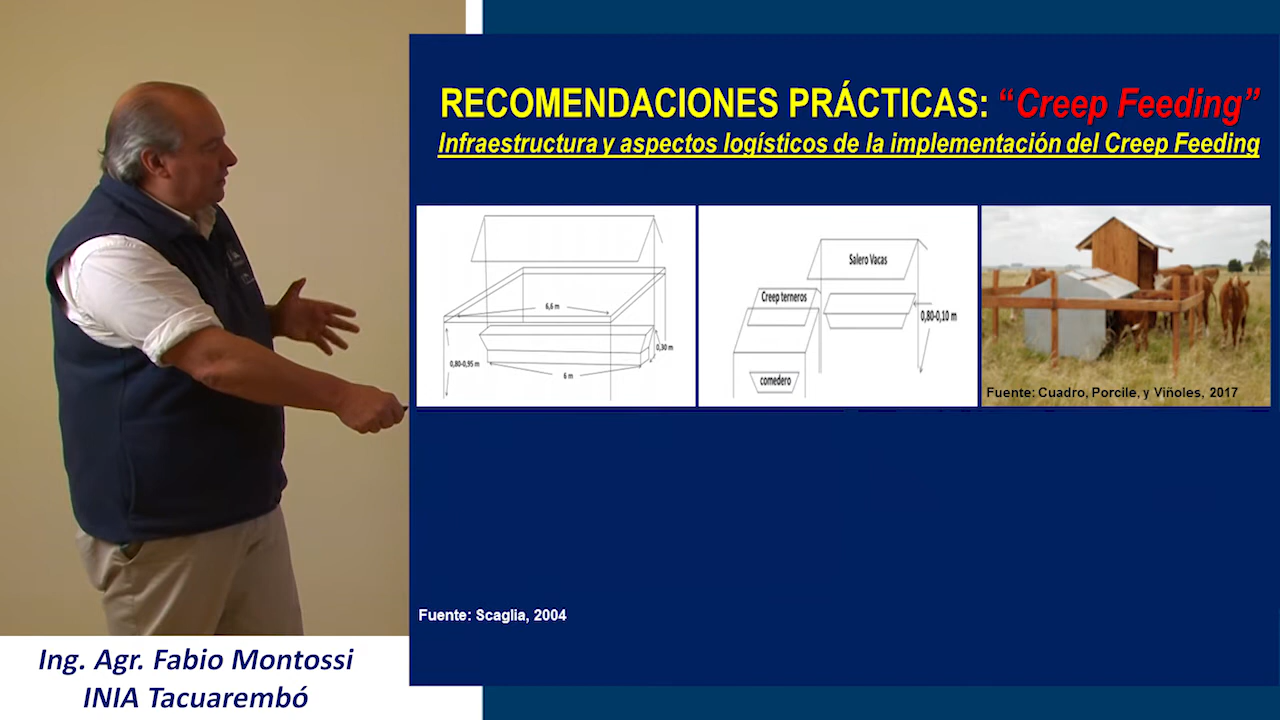 RECOMENDACIONES PRÁCTICAS: “Creep Feeding”
Infraestructura y aspectos logísticos de la implementación del Creep Feeding
6,6 m
0,80-0,95 m
0,30 m
6 m
Salero Vacas
Creep terneros
0,80-0,10 m
comedero
Fuente: Cuadro, Porcile, y Viñoles, 2017
Fuente: Scaglia, 2004
Ing. Agr. Fabio Montossi
INIA Tacuarembó